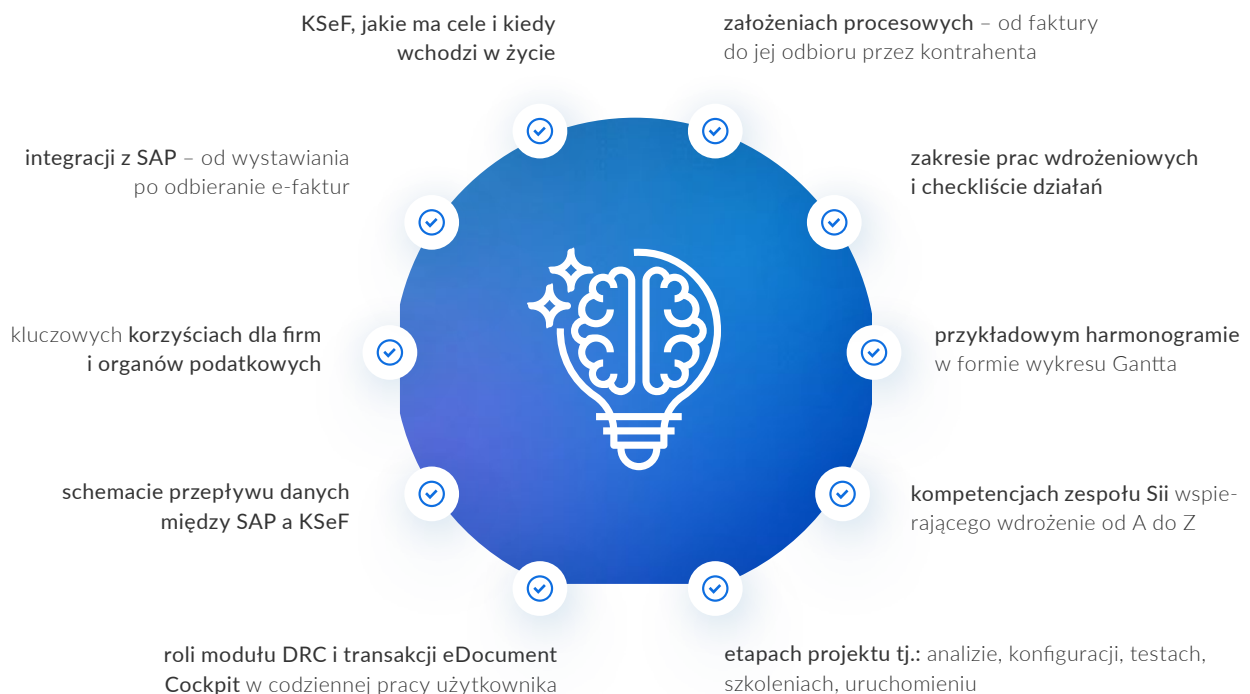 KSeF, jakie ma cele i kiedy
wchodzi w życie
integracji z SAP – od wystawiania
po odbieranie e-faktur
kluczowych korzyściach dla firm
i organów podatkowych
schemacie przepływu danych
między SAP a KSeF
roli modułu DRC i transakcji eDocument
Cockpit w codziennej pracy użytkownika
założeniach procesowych – od faktury
do jej odbioru przez kontrahenta
zakresie prac wdrożeniowych
i checkliście działań
przykładowym harmonogramie
w formie wykresu Gantta
kompetencjach zespołu Sii wspie-
rającego wdrożenie od A do Z
etapach projektu tj.: analizie, konfiguracji, testach,
szkoleniach, uruchomieniu